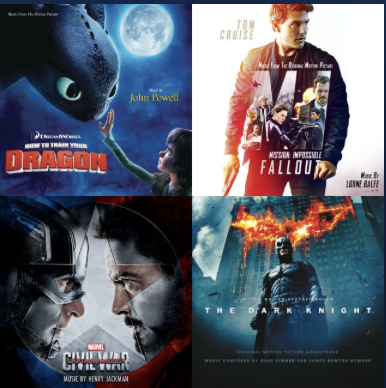 MUSIC FROM THE MOTION PICTURE
MUSIC BY
JOHN POWELL
DREAMWORKS
HOW TO TRAIN YOUR
DRAGON
TOM
CRUISE
MUSIC FROM THE ORIGINAL MOTION PICTURE
MISSION: IMPOSSIBLE
FALLOUT
MUSIC BY
LORNE BALFE
MARVEL
CAPTAIN AMERICA
CIVIL WAR
MUSIC BY HENRY JACKMAN
THE DARK KNIGHT
ORIGINAL MOTION PICTURE SOUNDTRACK
MUSIC COMPOSED BY HANS ZIMMER AND JAMES NEWTON HOWARD